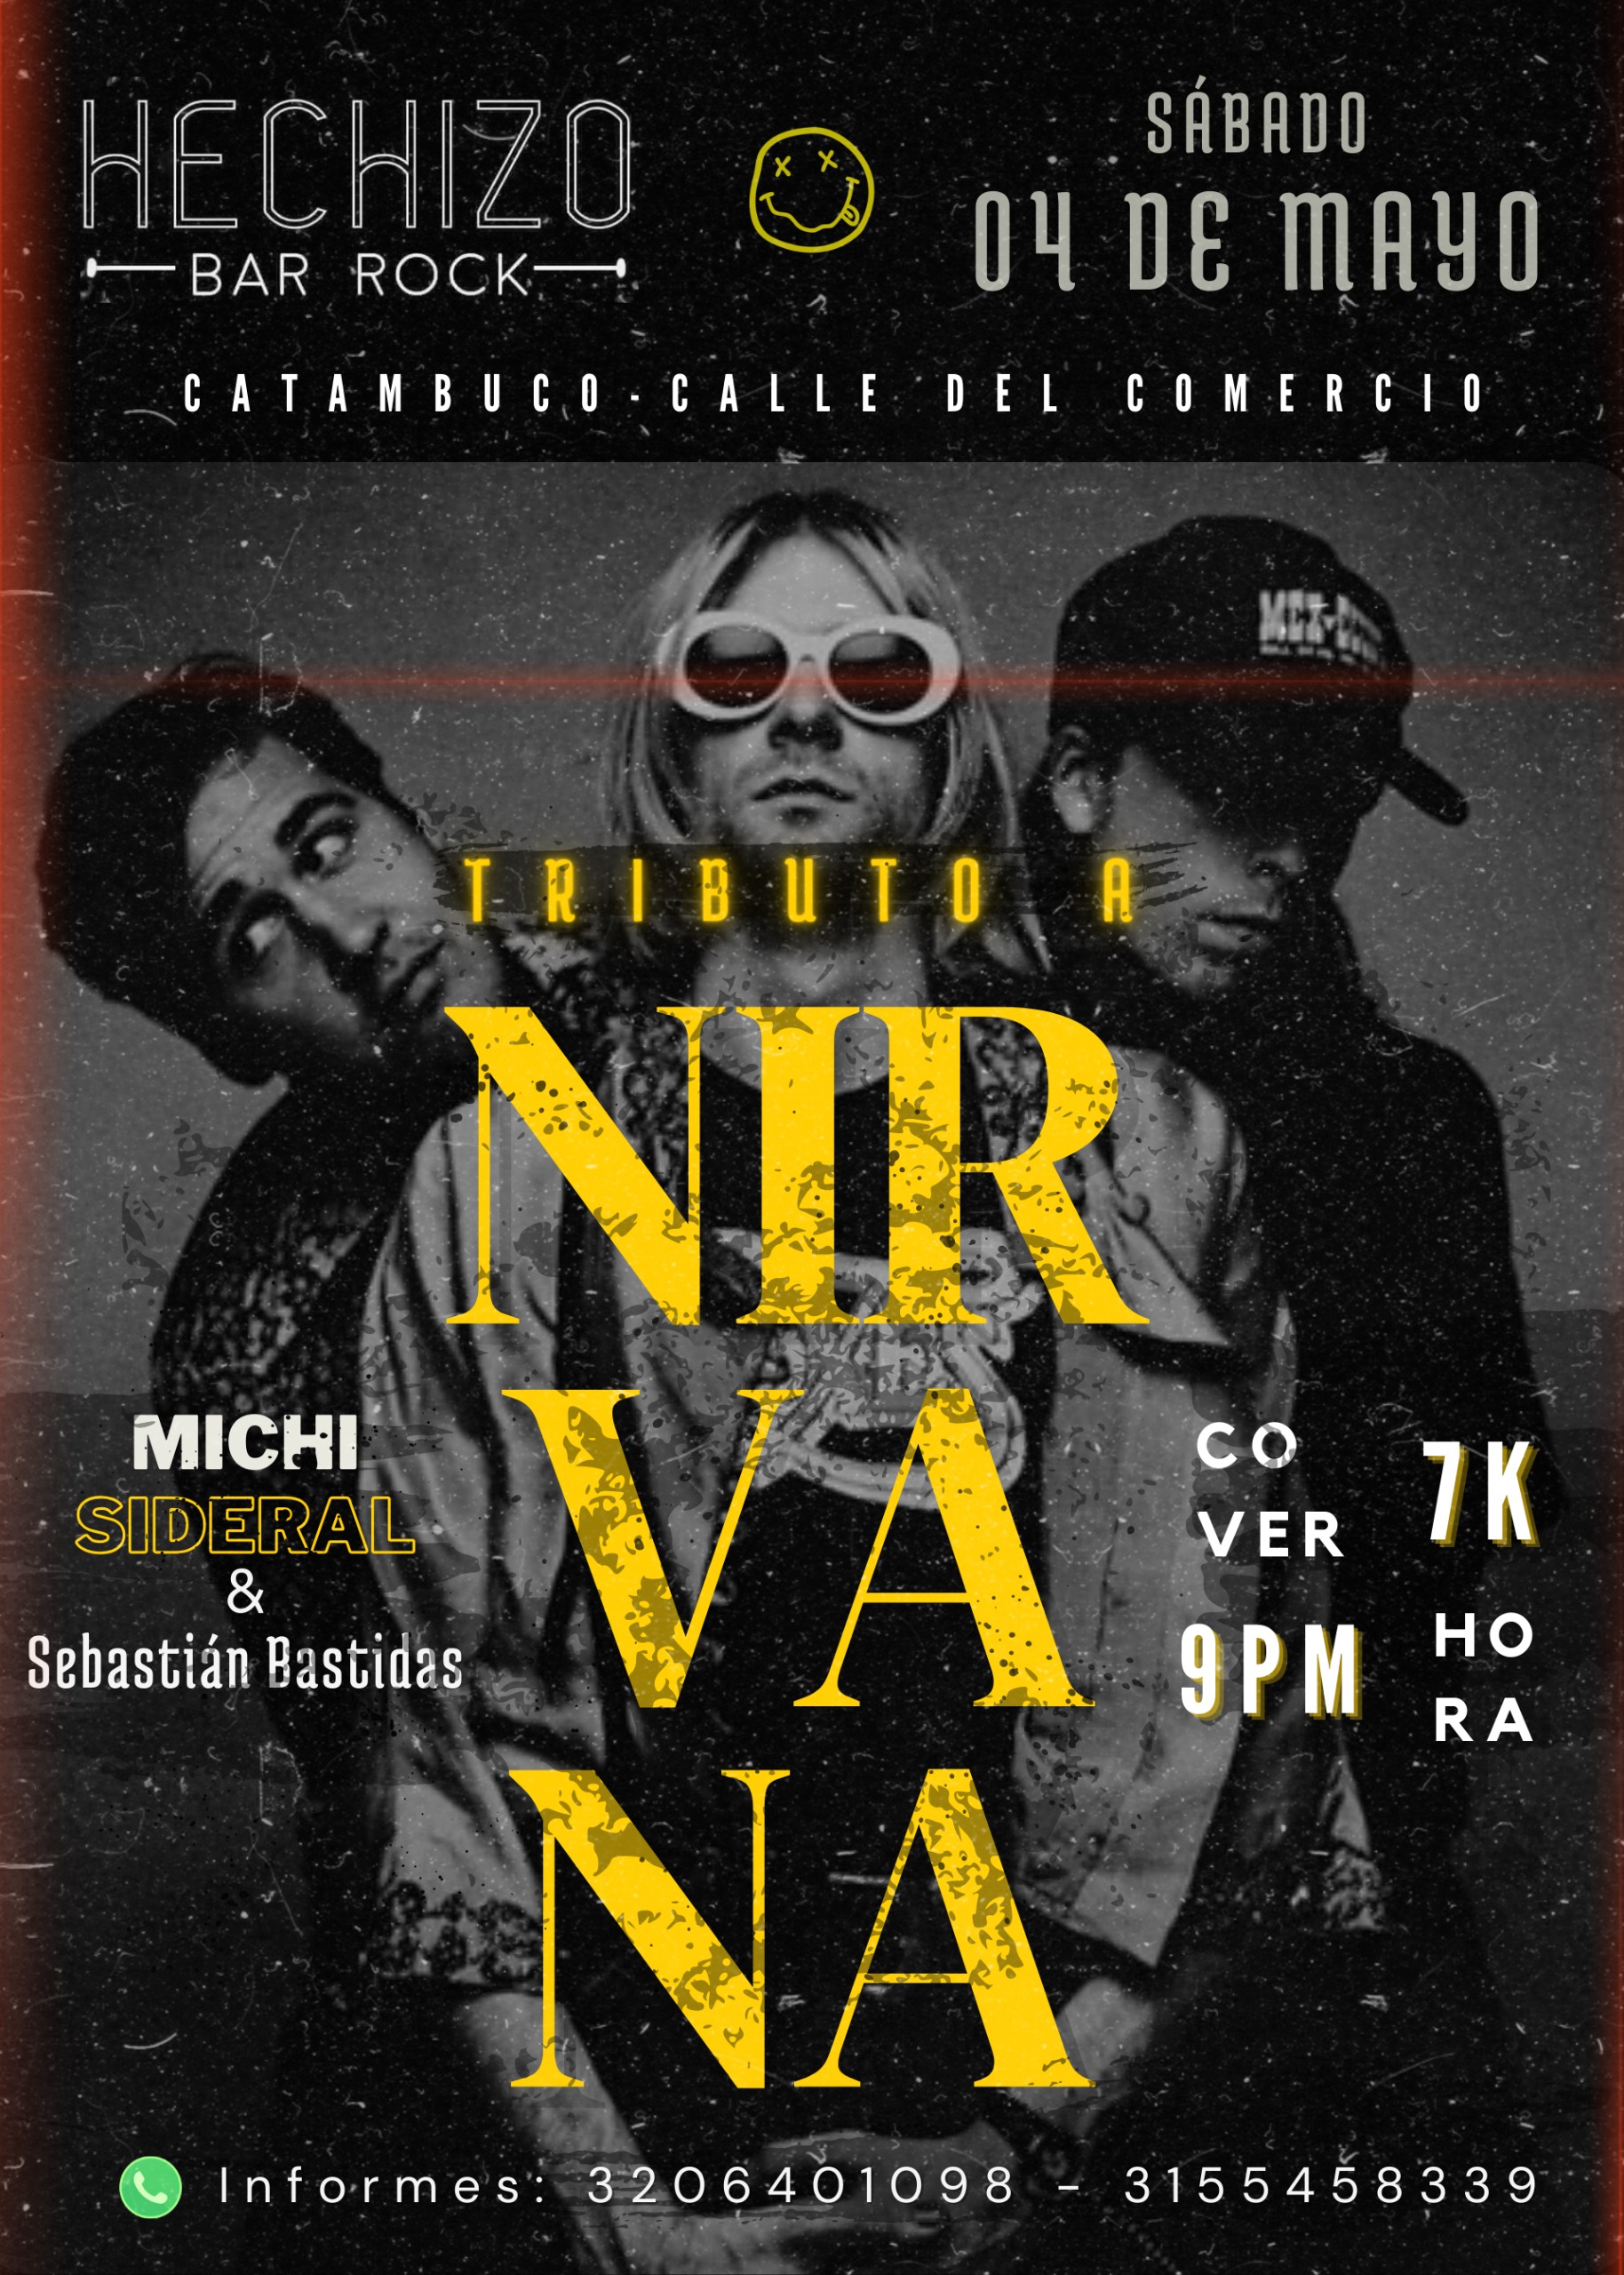 HECHIZO
BAR ROCK
SÁBADO
04 DE MAYO
CATAMBUCO-CALLE DEL COMERCIO
TRIBUTO A
NIR
VA
NA
MICHI
SIDERAL
&
Sebastián Bastidas
CO
VER
7K
9PM
HO
RA
Informes: 3206401098 - 3155458339